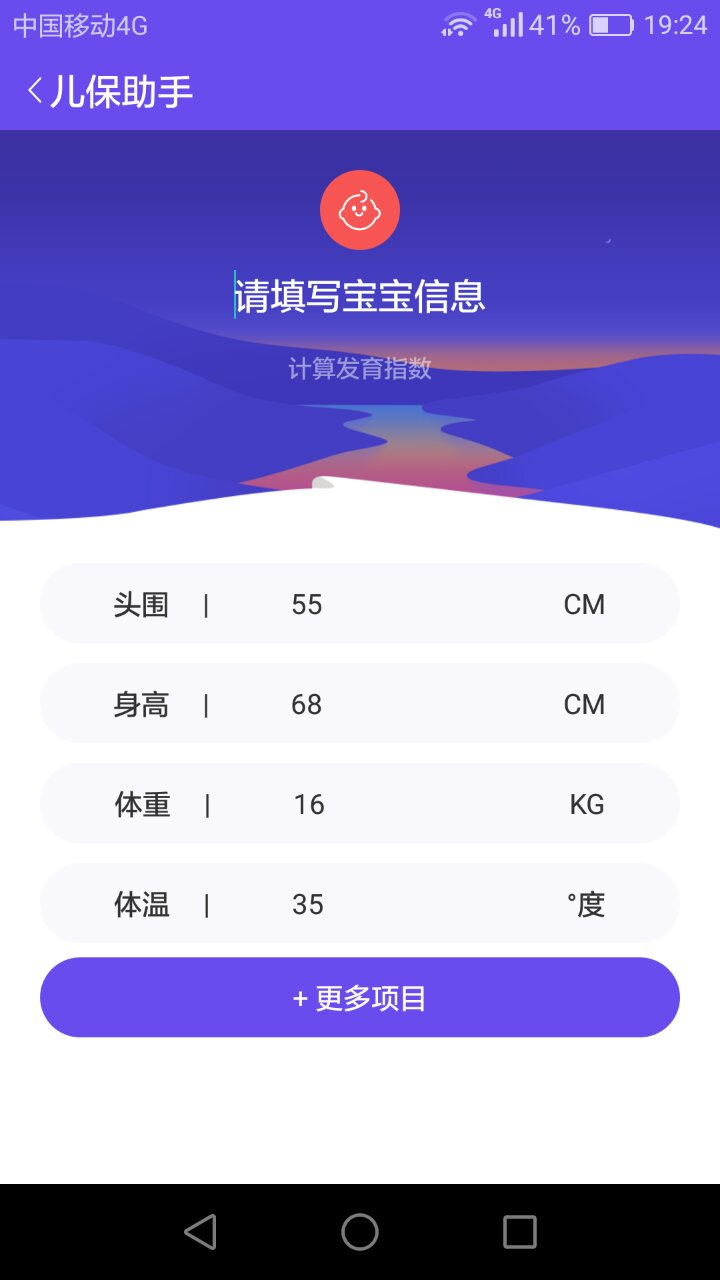 中国移动4G 4G 41% 19:24
儿保助手
请填写宝宝信息
计算发育指数
头围 | 55 CM
身高 | 68 CM
体重 | 16 KG
体温 | 35 °度
+ 更多项目